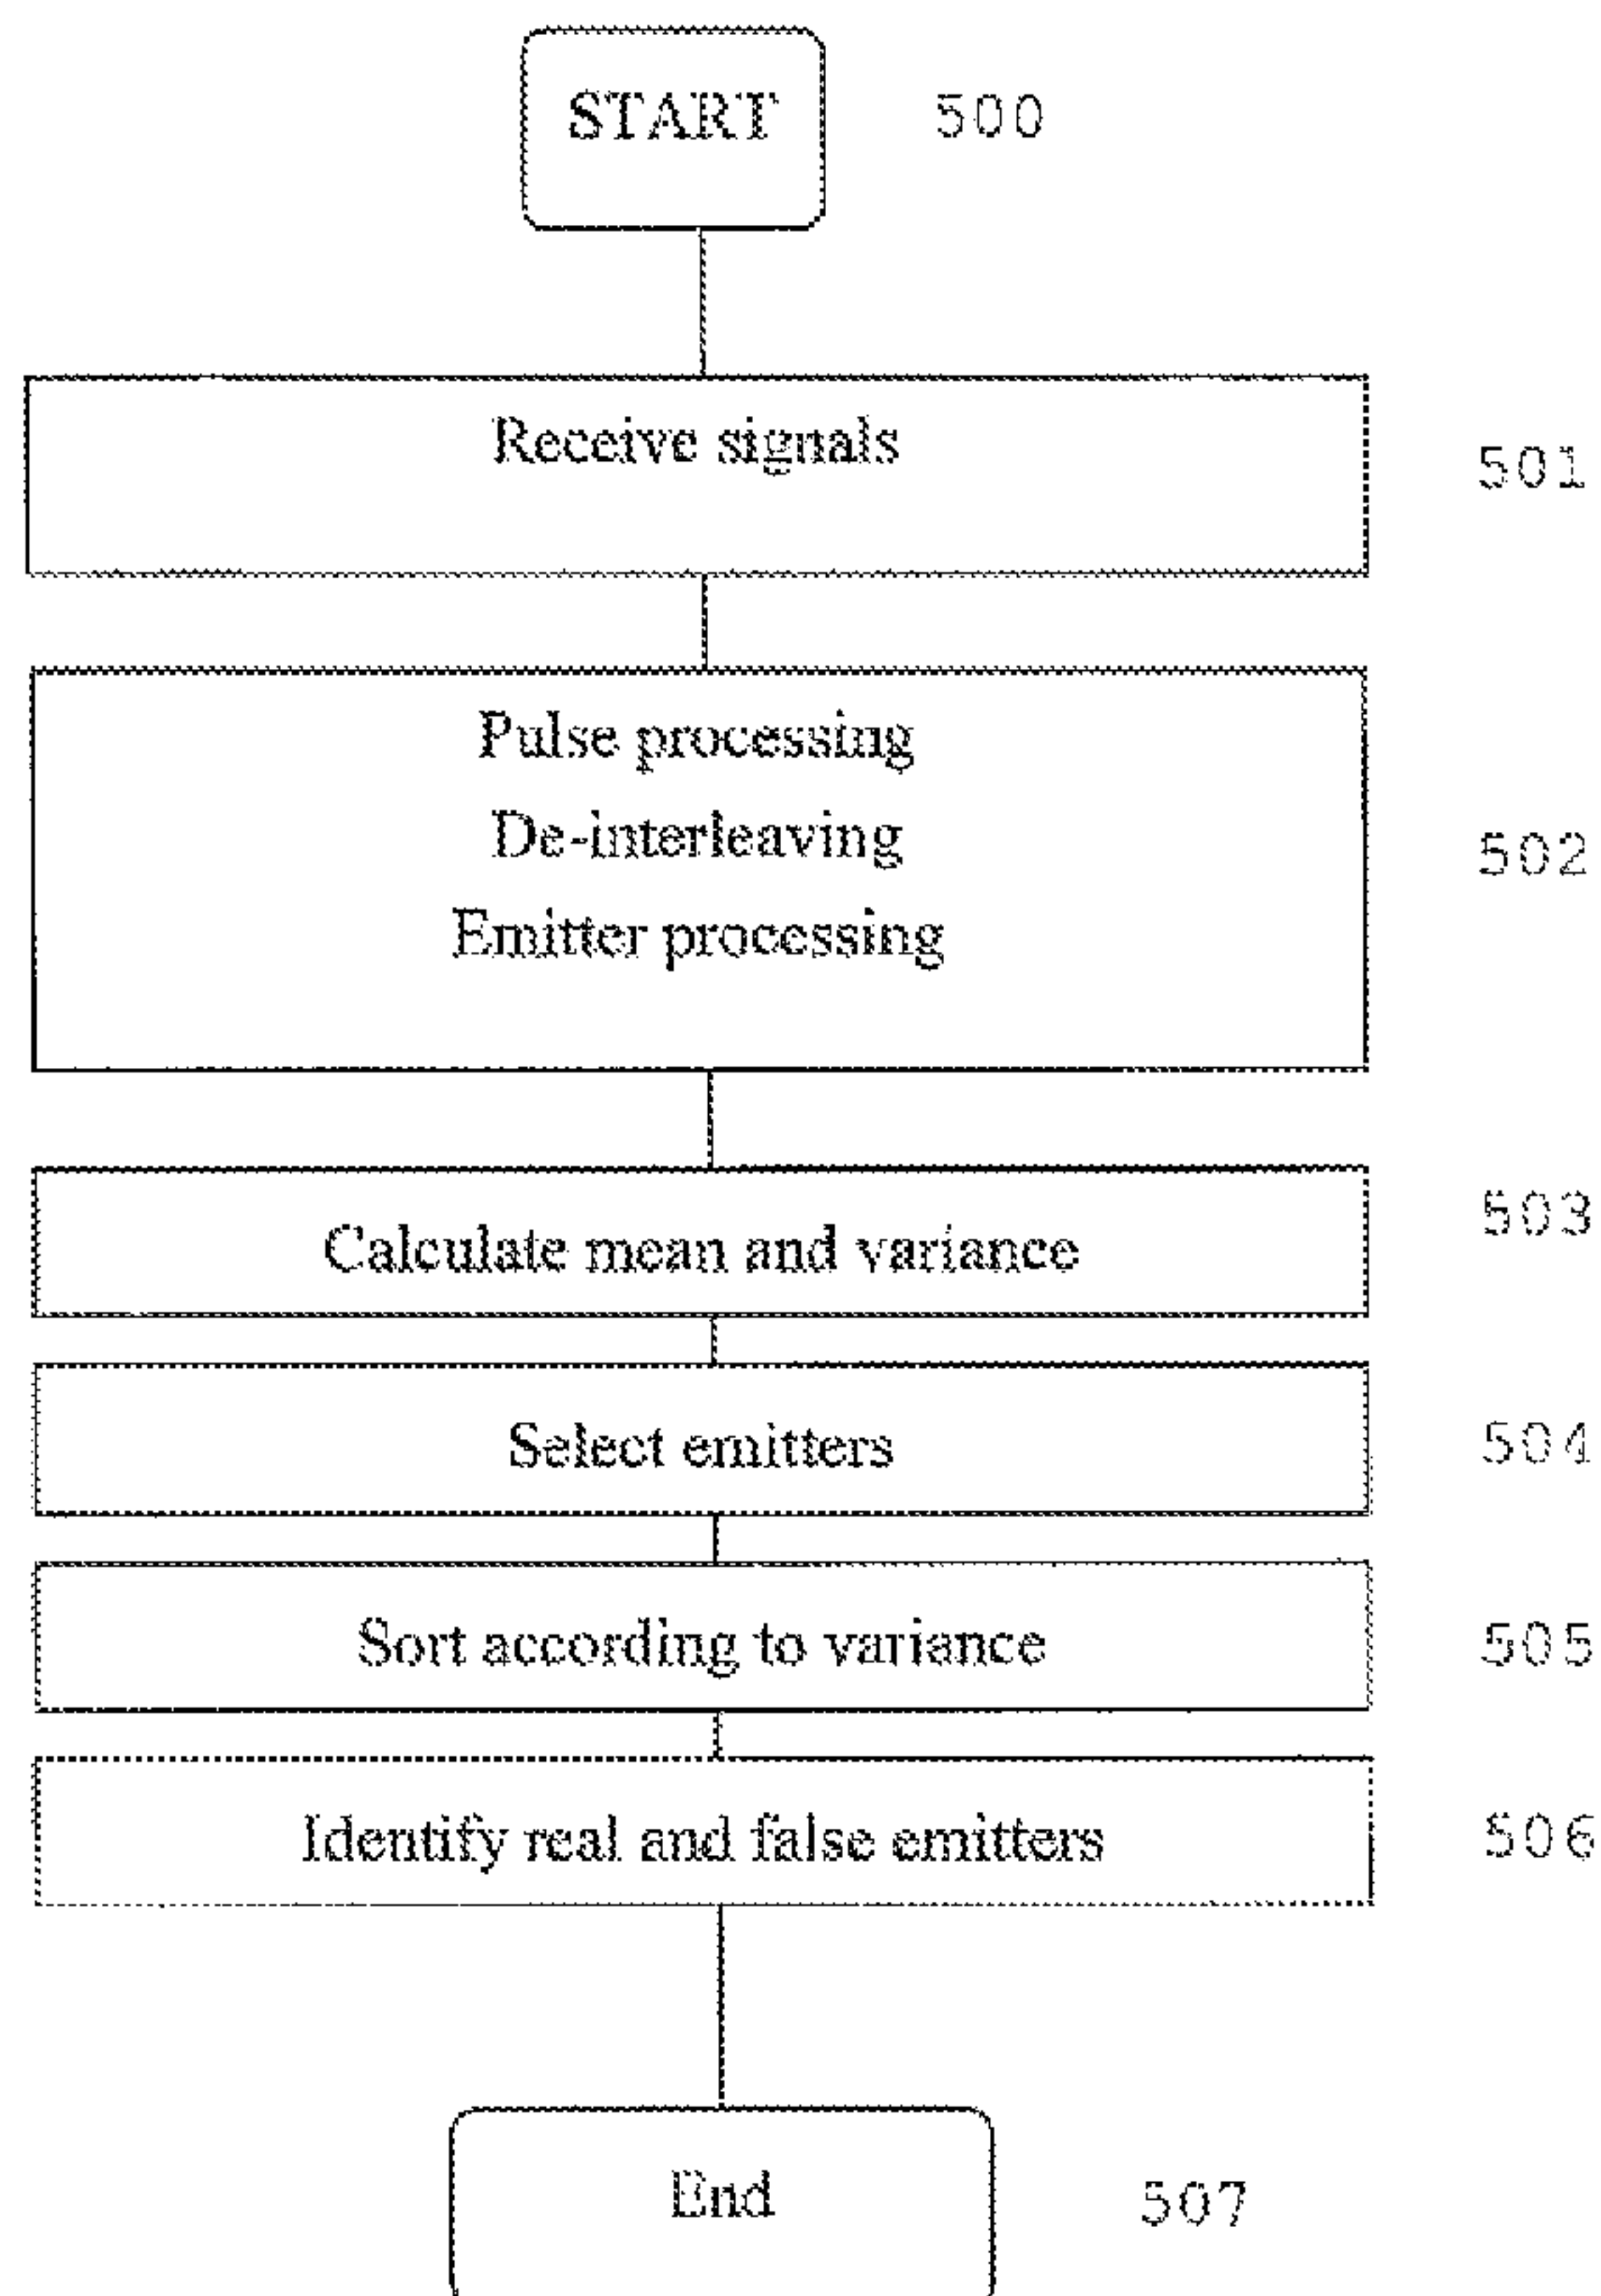 START
500
Receive signals
501
Pulse processing
De-interleaving
Emitter processing
502
Calculate mean and variance
503
Select emitters
504
Sort according to variance
505
Identify real and false emitters
506
End
507